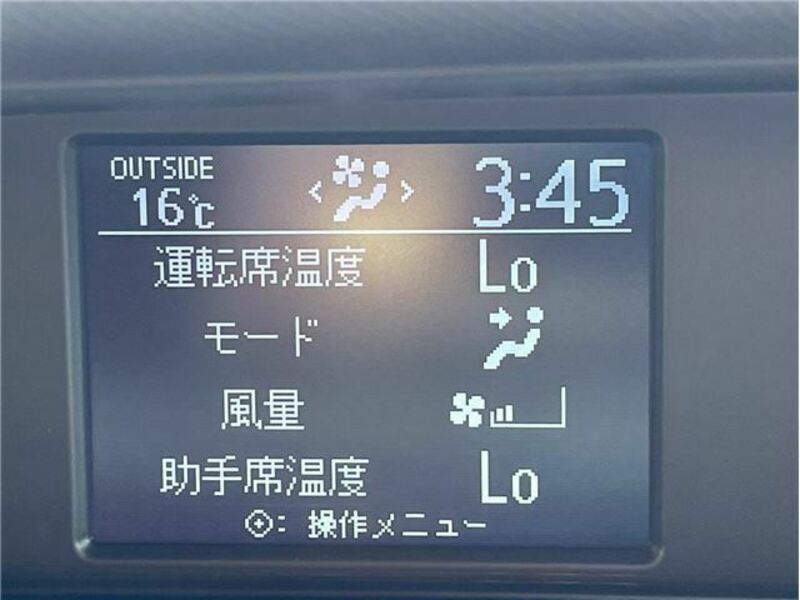 OUTSIDE
16℃
3:45
運転席温度 Lo
モード
風量
助手席温度 Lo
: 操作メニュー